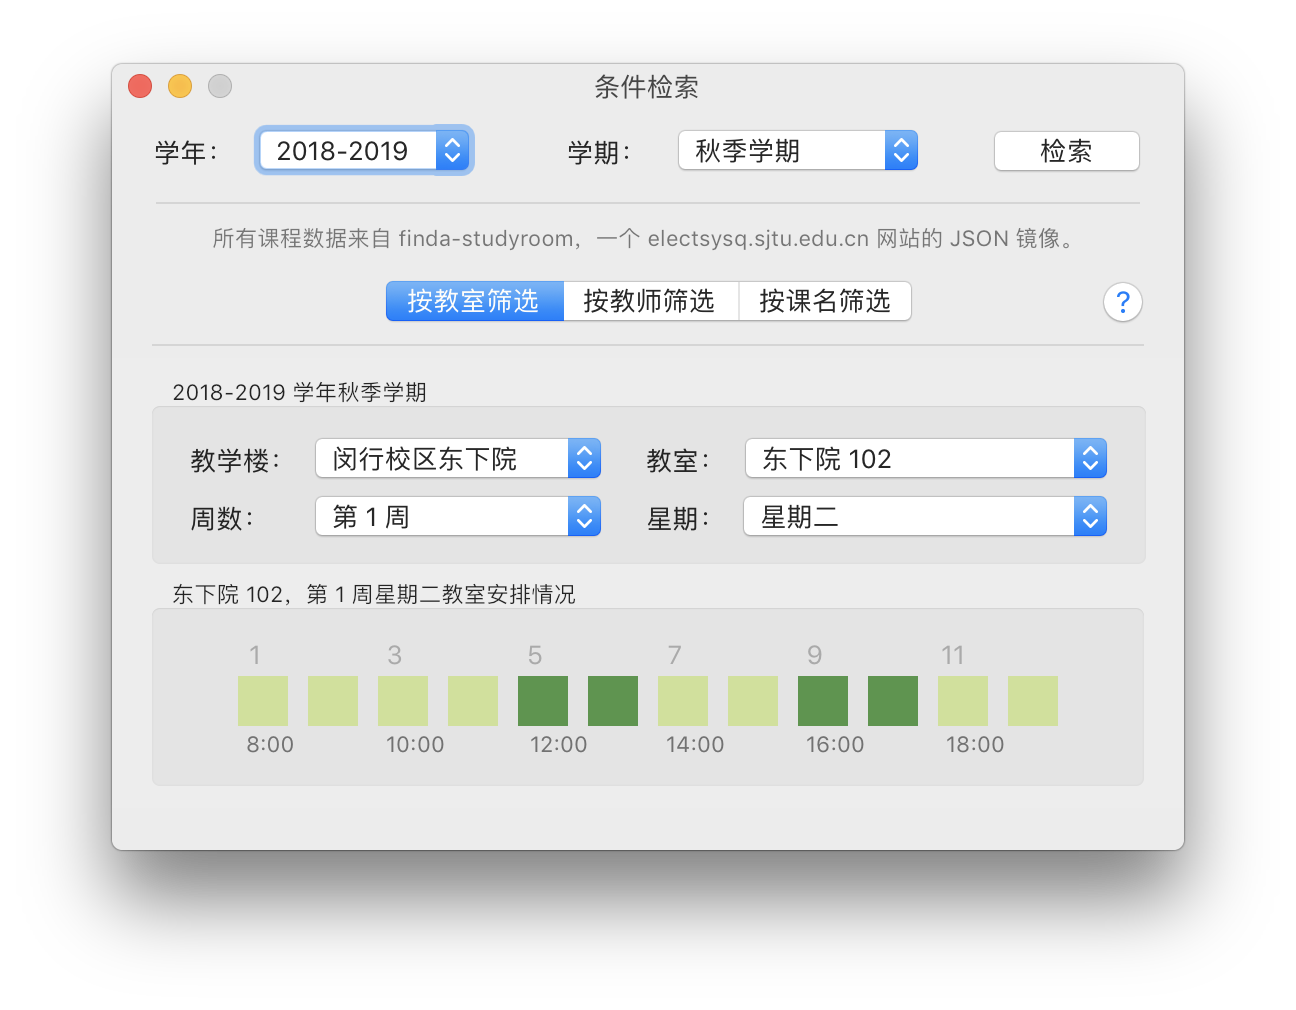 条件检索
学年： 2018-2019 学期： 秋季学期 检索
所有课程数据来自 finda-studyroom，一个 electsysq.sjtu.edu.cn 网站的 JSON 镜像。
按教室筛选 按教师筛选 按课名筛选 ?
2018-2019 学年秋季学期
教学楼： 闵行校区东下院 教室： 东下院 102
周数： 第 1 周 星期： 星期二
东下院 102，第 1 周星期二教室安排情况
1 3 5 7 9 11
8:00 10:00 12:00 14:00 16:00 18:00